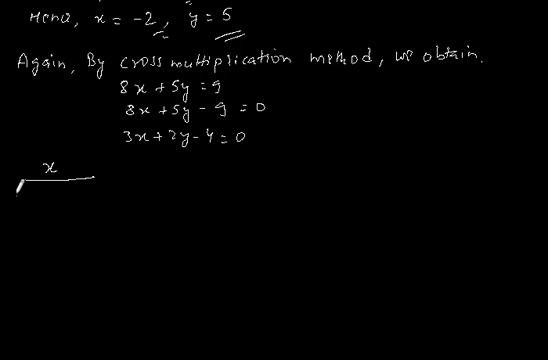 Hence, x = -2, y = 5
Again, By cross multiplication method, we obtain.
8x + 5y = 9
8x + 5y - 9 = 0
3x + 2y - 4 = 0
x